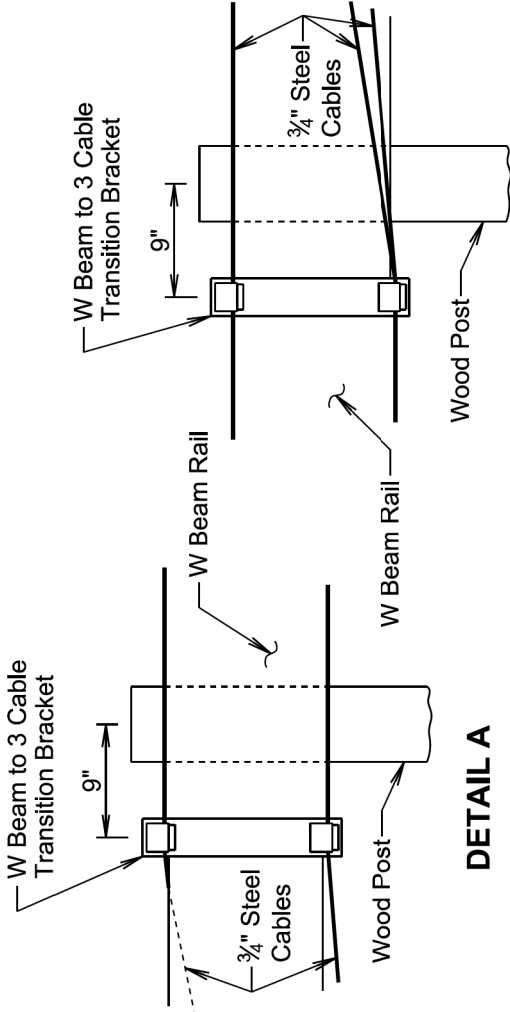 W Beam to 3 Cable
Transition Bracket
9"
¾" Steel
Cables
Wood Post
W Beam Rail
DETAIL A
W Beam to 3 Cable
Transition Bracket
9"
¾" Steel
Cables
W Beam Rail
Wood Post